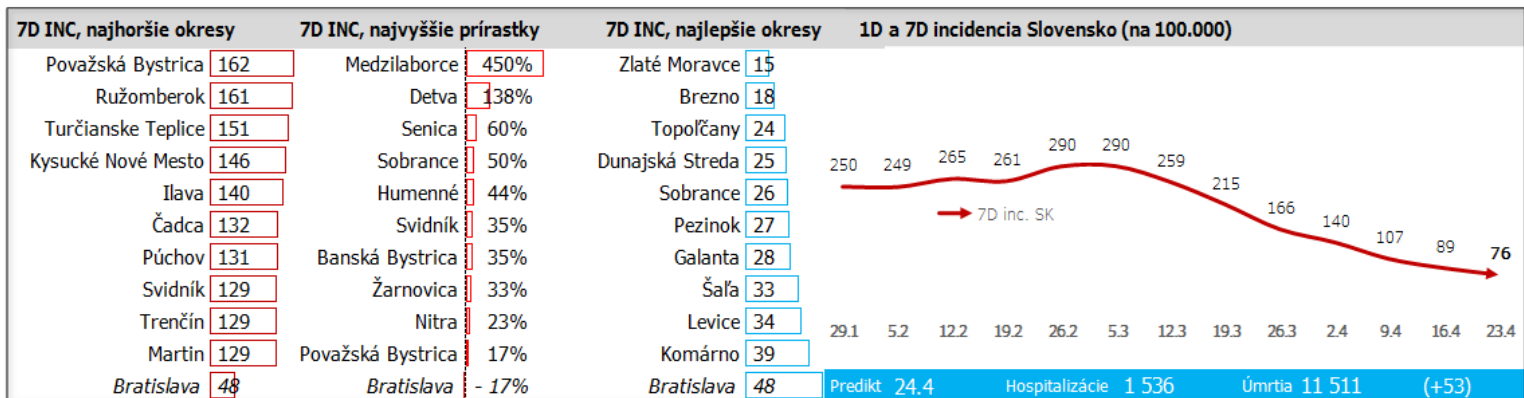 7D INC, najhoršie okresy
Považská Bystrica 162
Ružomberok 161
Turčianske Teplice 151
Kysucké Nové Mesto 146
Ilava 140
Čadca 132
Púchov 131
Svidník 129
Trenčín 129
Martin 129
Bratislava 48
7D INC, najvyššie prírastky
Medzilaborce 450%
Detva 138%
Senica 60%
Sobrance 50%
Humenné 44%
Svidník 35%
Banská Bystrica 35%
Žarnovica 33%
Nitra 23%
Považská Bystrica 17%
Bratislava - 17%
7D INC, najlepšie okresy
Zlaté Moravce 15
Brezno 18
Topoľčany 24
Dunajská Streda 25
Sobrance 26
Pezinok 27
Galanta 28
Šaľa 33
Levice 34
Komárno 39
Bratislava 48
1D a 7D incidencia Slovensko (na 100.000)
250 249 265 261 290 290 259 215 166 140 107 89 76
7D inc. SK
29.1 5.2 12.2 19.2 26.2 5.3 12.3 19.3 26.3 2.4 9.4 16.4 23.4
Predikt 24.4 Hospitalizácie 1 536 Úmrtia 11 511 (+53)